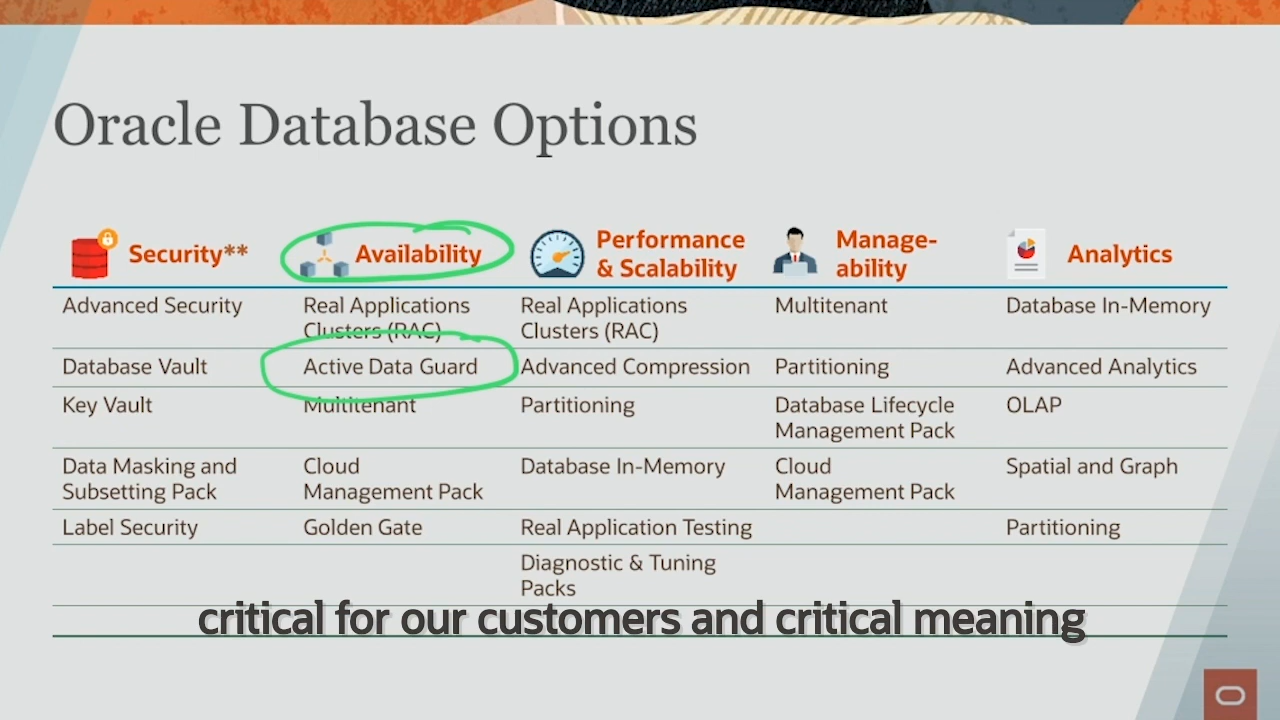 Oracle Database Options
Security**
Availability
Performance
& Scalability
Manage-
ability
Analytics
Advanced Security
Real Applications
Clusters (RAC)
Real Applications
Clusters (RAC)
Multitenant
Database In-Memory
Database Vault
Active Data Guard
Advanced Compression
Partitioning
Advanced Analytics
Key Vault
Multitenant
Partitioning
Database Lifecycle
Management Pack
OLAP
Data Masking and
Subsetting Pack
Cloud
Management Pack
Database In-Memory
Cloud
Management Pack
Spatial and Graph
Label Security
Golden Gate
Real Application Testing
Partitioning
Diagnostic & Tuning
Packs
critical for our customers and critical meaning